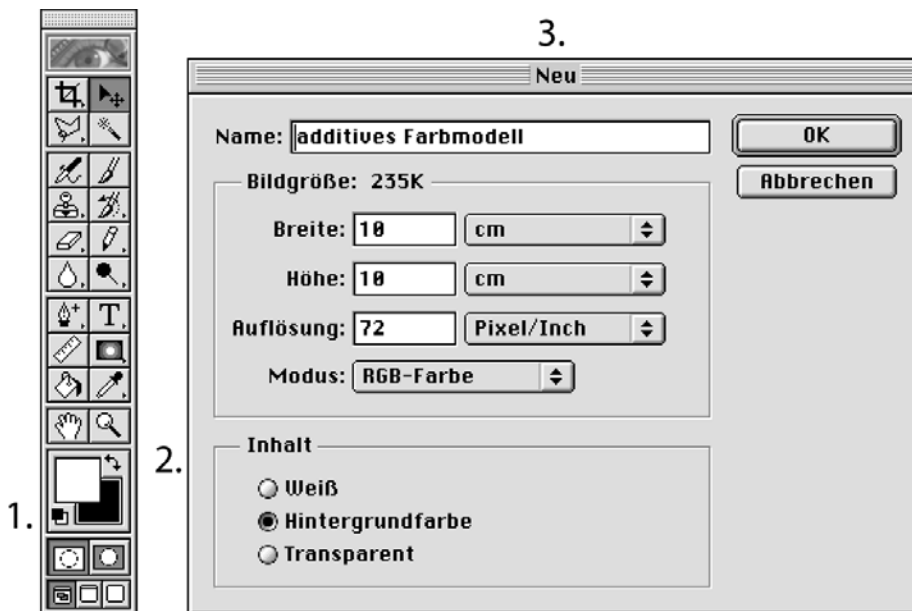 3.
Neu
Name: additives Farbmodell
OK
Bildgröße: 235K
Abbrechen
Breite: 10 cm
Höhe: 10 cm
Auflösung: 72 Pixel/Inch
Modus: RGB-Farbe
2.
Inhalt
Weiß
1.
Hintergrundfarbe
Transparent
T